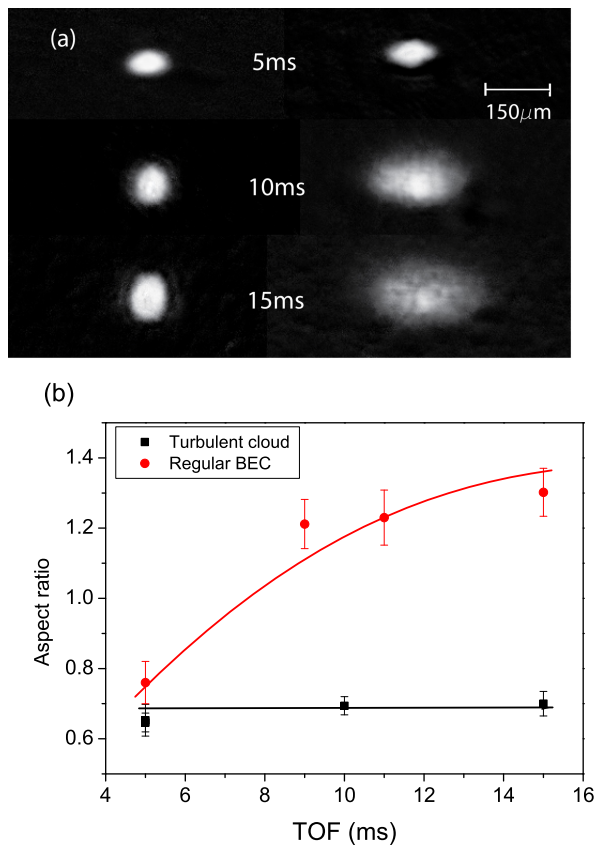 (a)
5ms
150μm
10ms
15ms
(b)
Turbulent cloud
Regular BEC
Aspect ratio
1.4
1.2
1.0
0.8
0.6
4 6 8 10 12 14 16
TOF (ms)